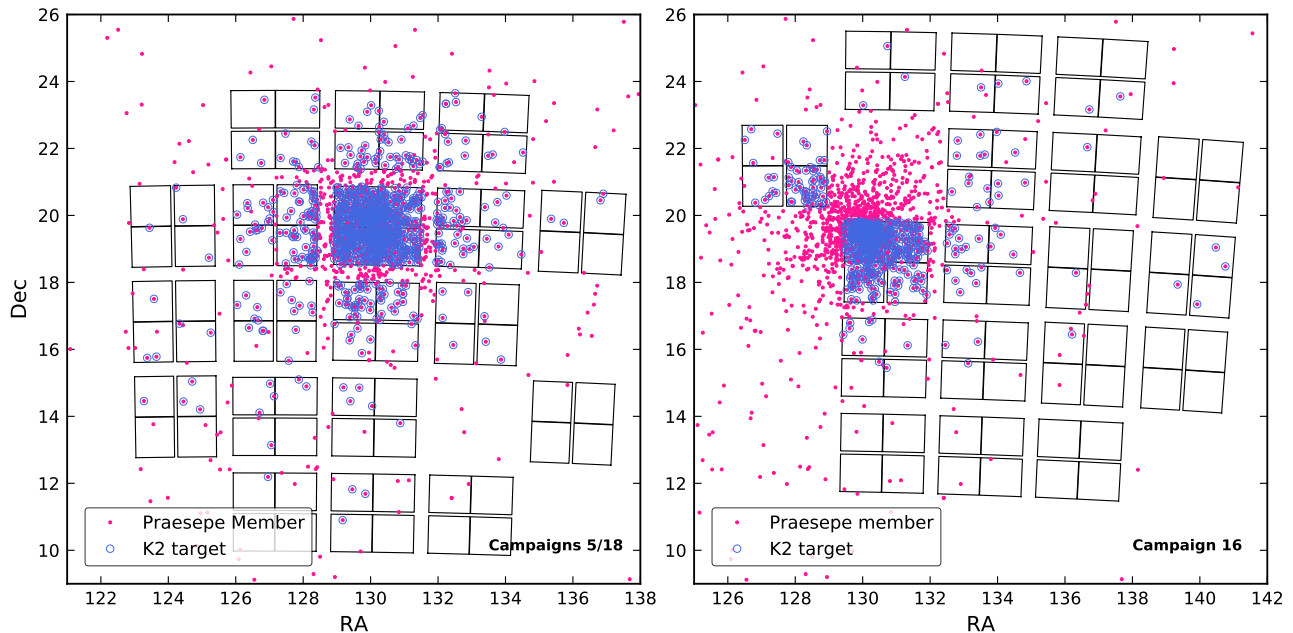 26
24
22
20
18
16
14
12
10
Dec
122 124 126 128 130 132 134 136 138
RA
Praesepe Member
K2 target
Campaigns 5/18
26
24
22
20
18
16
14
12
10
126 128 130 132 134 136 138 140 142
RA
Praesepe member
K2 target
Campaign 16